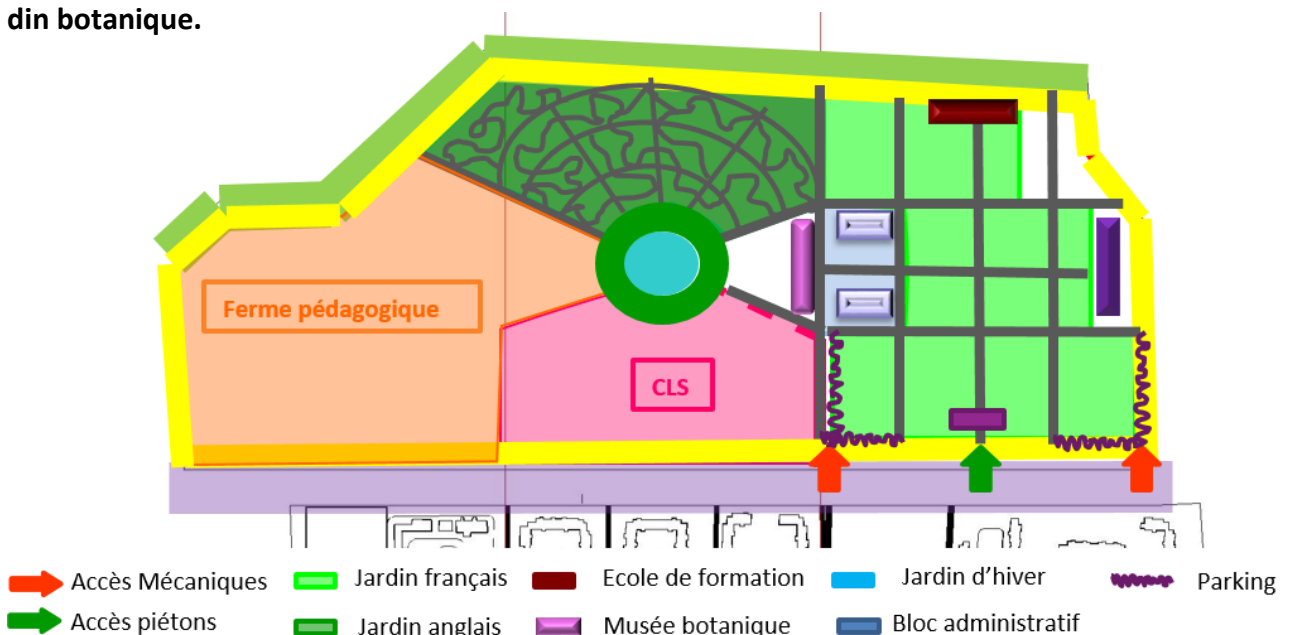 din botanique.
Ferme pédagogique
CLS
Accès Mécaniques
Jardin français
Ecole de formation
Jardin d’hiver
Parking
Accès piétons
Jardin anglais
Musée botanique
Bloc administratif